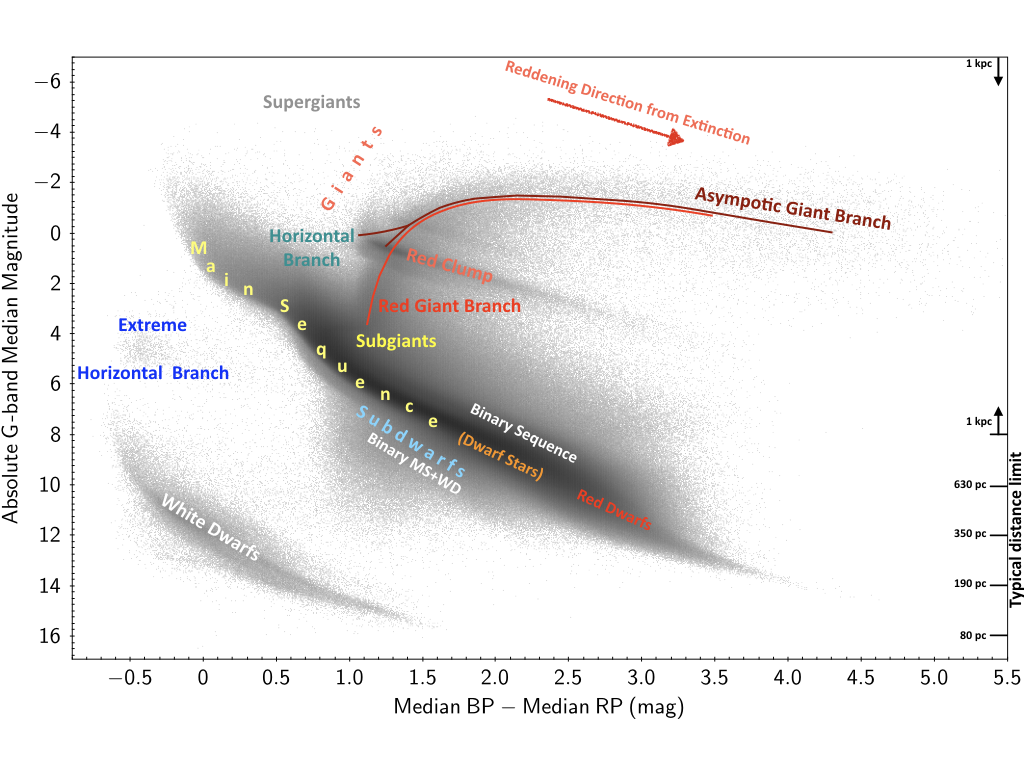 Reddening Direction from Extinction
1 kpc
Supergiants
Giants
Asympotic Giant Branch
Horizontal
Branch
Red Clump
Red Giant Branch
Main Sequence
Subgiants
Extreme
Horizontal Branch
Subdwarfs
Binary MS+WD
Binary Sequence
(Dwarf Stars)
Red Dwarfs
White Dwarfs
1 kpc
630 pc
350 pc
190 pc
80 pc
Typical distance limit
Absolute G-band Median Magnitude
−6
−4
−2
0
2
4
6
8
10
12
14
16
−0.5 0 0.5 1.0 1.5 2.0 2.5 3.0 3.5 4.0 4.5 5.0 5.5
Median BP − Median RP (mag)